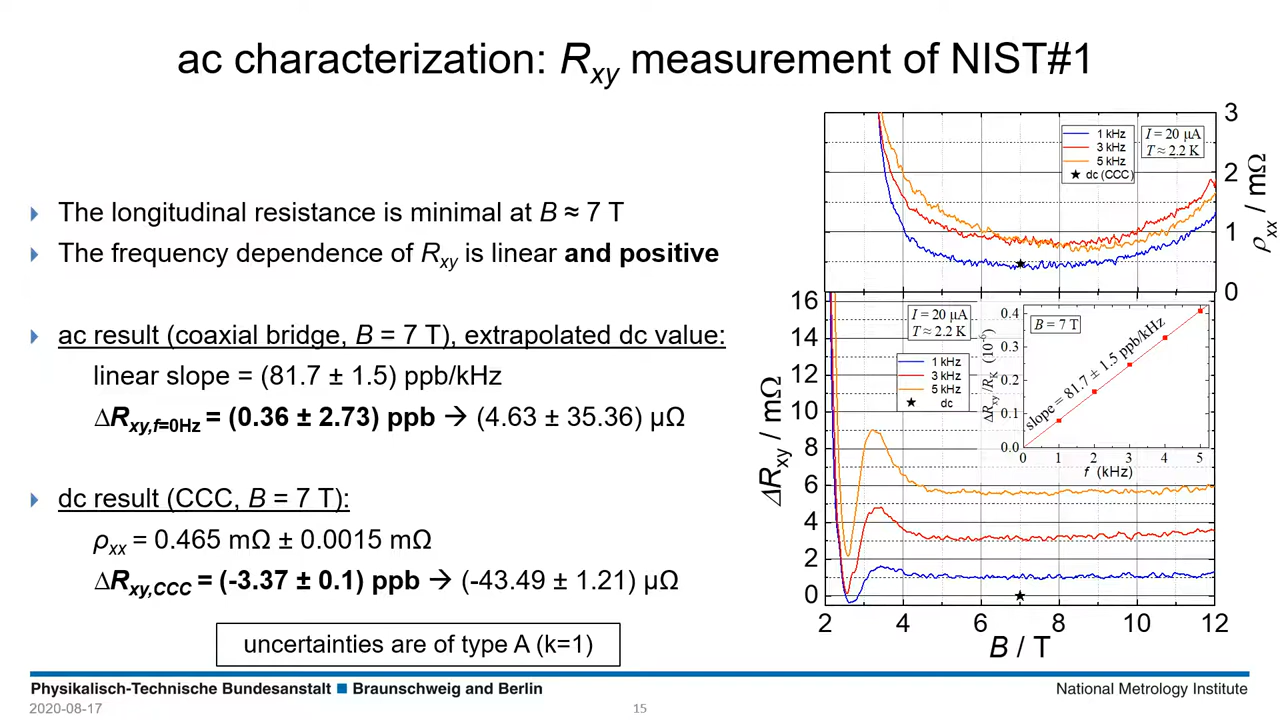 ac characterization: Rxy measurement of NIST#1
The longitudinal resistance is minimal at B ≈ 7 T
The frequency dependence of Rxy is linear and positive
ac result (coaxial bridge, B = 7 T), extrapolated dc value:
linear slope = (81.7 ± 1.5) ppb/kHz
∆Rxy,f=0Hz = (0.36 ± 2.73) ppb → (4.63 ± 35.36) µΩ
dc result (CCC, B = 7 T):
ρxx = 0.465 mΩ ± 0.0015 mΩ
∆Rxy,CCC = (-3.37 ± 0.1) ppb → (-43.49 ± 1.21) µΩ
uncertainties are of type A (k=1)
1 kHz
3 kHz
5 kHz
dc (CCC)
I = 20 µA
T ≈ 2.2 K
3
2
1
0
ρxx / mΩ
16
14
12
10
8
6
4
2
0
∆Rxy / mΩ
I = 20 µA
T ≈ 2.2 K
1 kHz
3 kHz
5 kHz
dc
B = 7 T
slope = 81.7 ± 1.5 ppb/kHz
0.4
0.3
0.2
0.1
0.0
∆Rxy/RK (10-6)
0 1 2 3 4 5
f (kHz)
2 4 6 8 10 12
B / T
Physikalisch-Technische Bundesanstalt ■ Braunschweig and Berlin
National Metrology Institute
2020-08-17
15